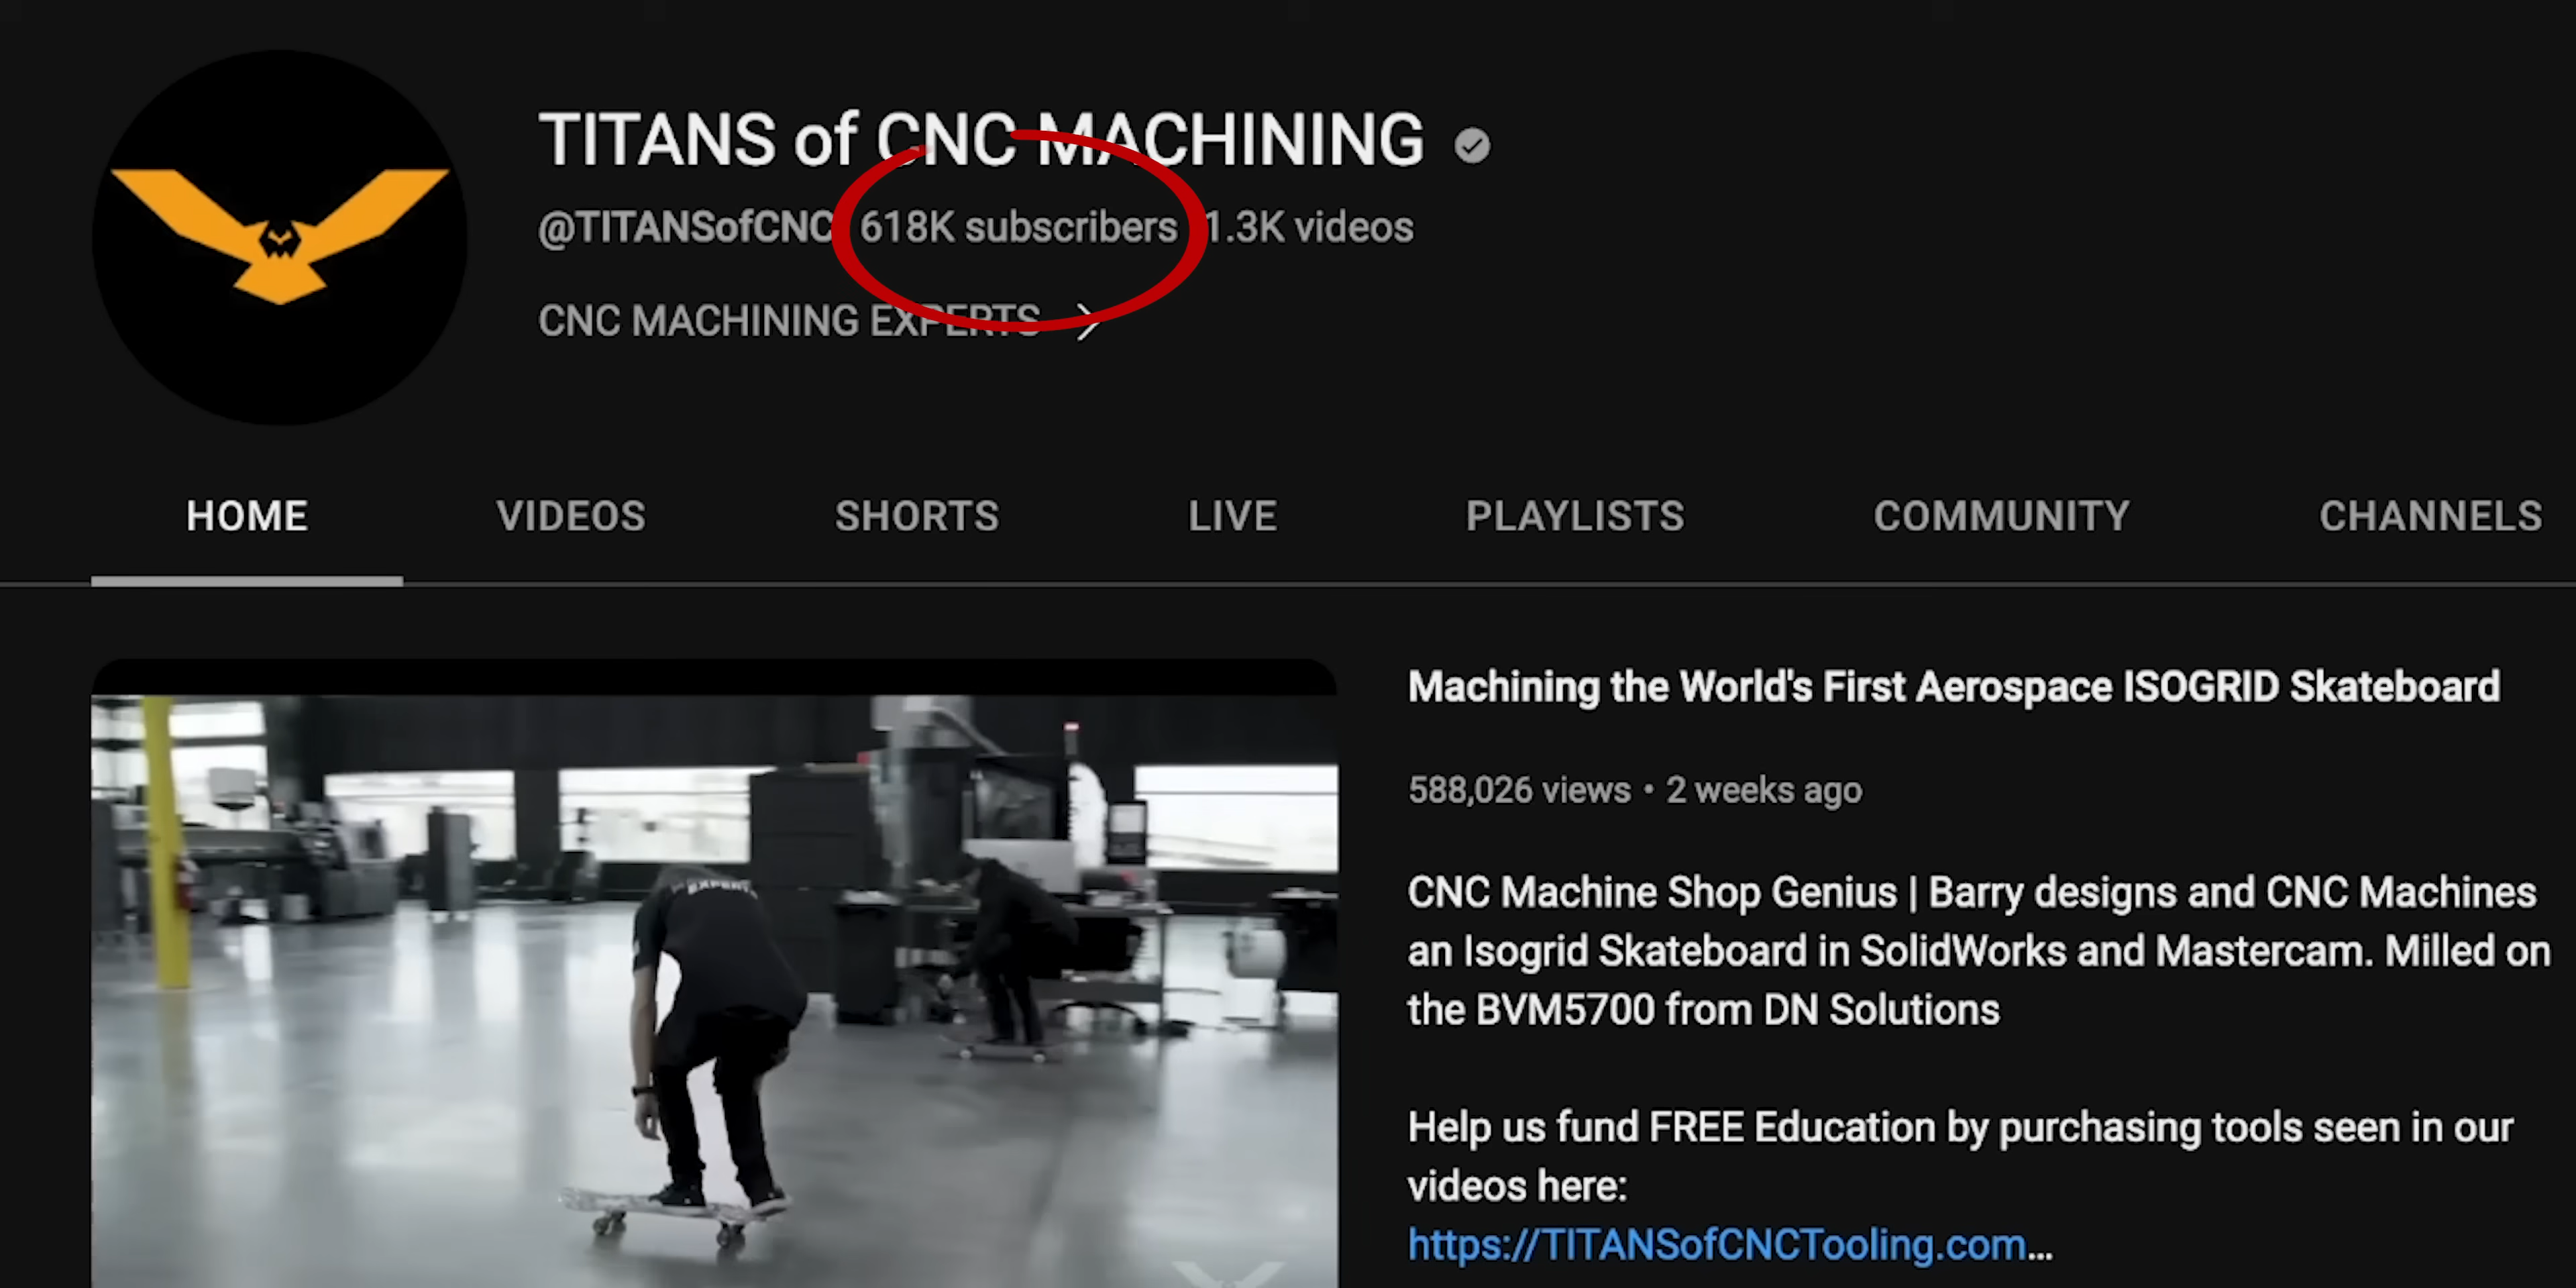 TITANS of CNC MACHINING
@TITANSofCNC 618K subscribers 1.3K videos
CNC MACHINING EXPERTS
HOME VIDEOS SHORTS LIVE PLAYLISTS COMMUNITY CHANNELS
Machining the World's First Aerospace ISOGRID Skateboard
588,026 views • 2 weeks ago
CNC Machine Shop Genius | Barry designs and CNC Machines
an Isogrid Skateboard in SolidWorks and Mastercam. Milled on
the BVM5700 from DN Solutions
Help us fund FREE Education by purchasing tools seen in our
videos here:
https://TITANSofCNCTooling.com...